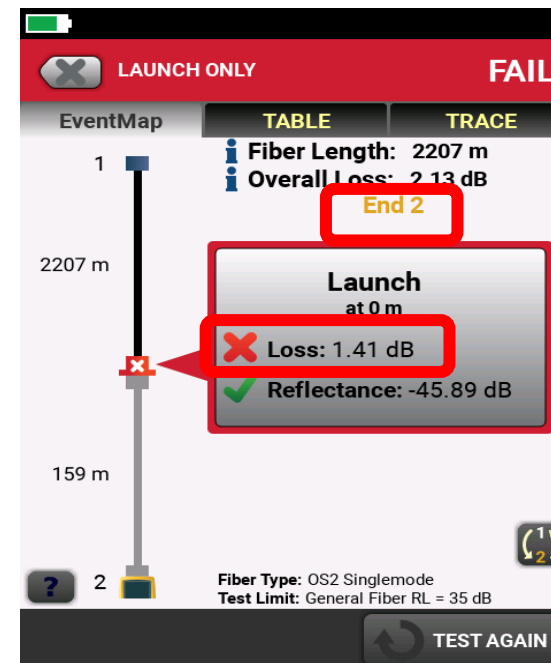 LAUNCH ONLY FAIL
EventMap TABLE TRACE
1
Fiber Length: 2207 m
Overall Loss: 2.13 dB
End 2
2207 m
Launch
at 0 m
Loss: 1.41 dB
Reflectance: -45.89 dB
159 m
1
2
? 2
Fiber Type: OS2 Singlemode
Test Limit: General Fiber RL = 35 dB
TEST AGAIN